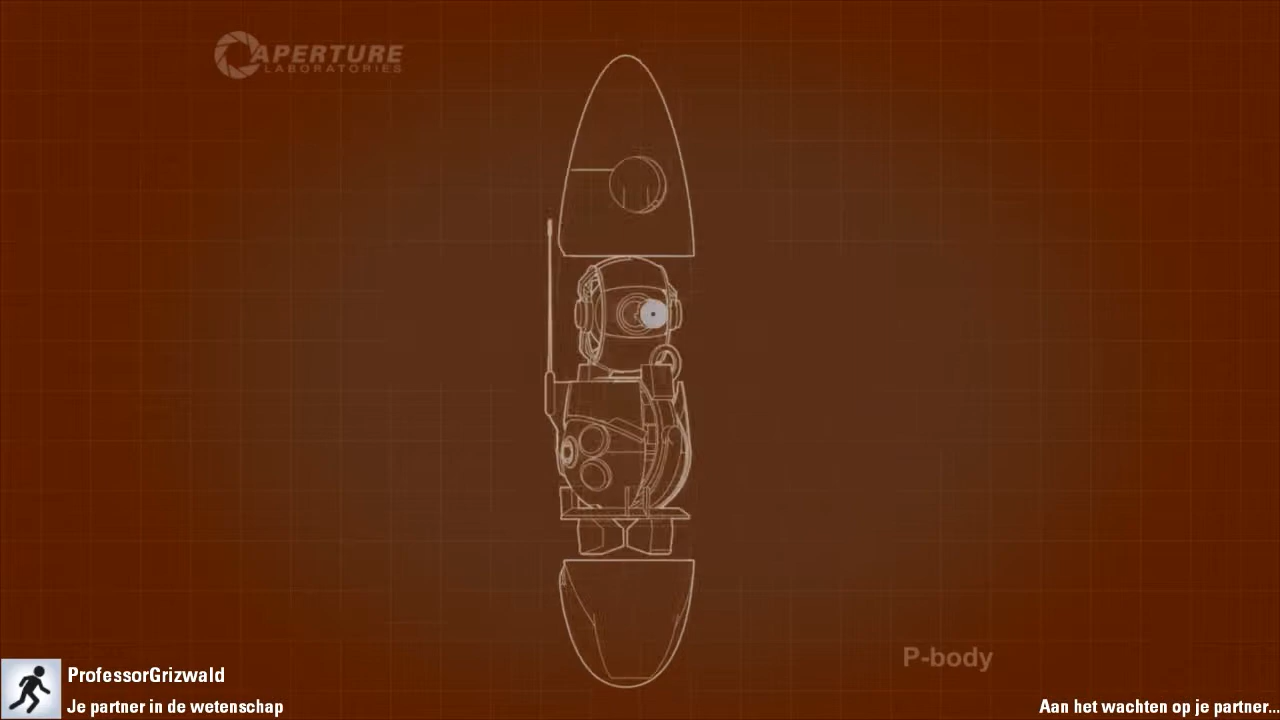 APERTURE
LABORATORIES
P-body
ProfessorGrizwald
Je partner in de wetenschap
Aan het wachten op je partner...